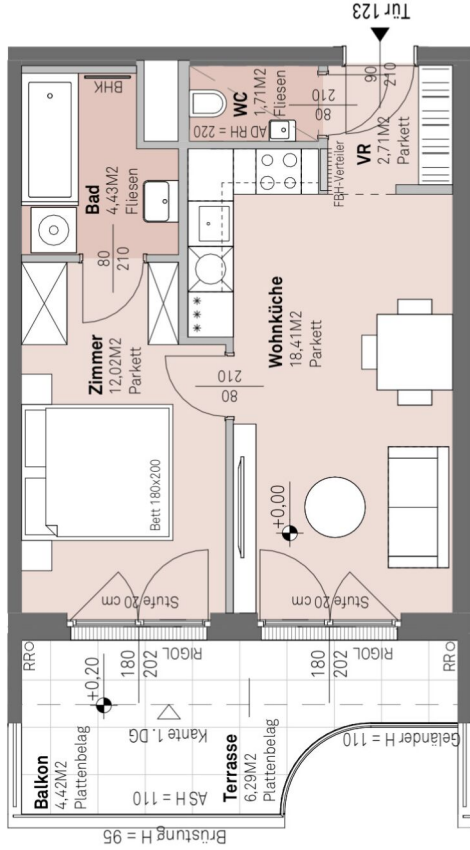 Tür 123
90
210
BHK
Bad
4,43M2
Fliesen
WC
1,71M2
Fliesen
AD RH = 220
80
210
VR
2,71M2
Parkett
FBH-Verteiler
80
210
Zimmer
12,02M2
Parkett
Wohnküche
18,41M2
Parkett
80
210
Bett 180x200
+0,00
Stufe 20 cm
Stufe 20 cm
RRO
180
202
RIGOL
180
202
RIGOL
RRO
+0,20
Kante 1. DG
Balkon
4,42M2
Plattenbelag
ASH = 110
Terrasse
6,29M2
Plattenbelag
Geländer H = 110
Brüstung H = 95